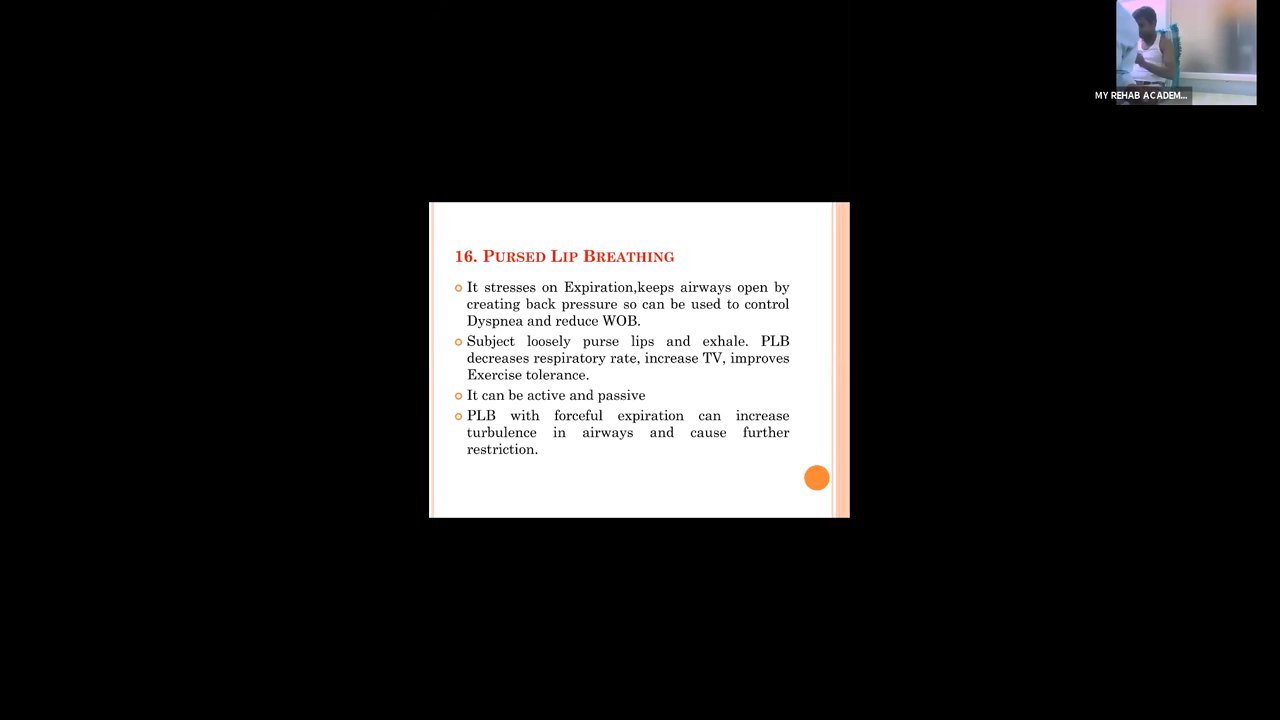 MY REHAB ACADEM...
16. PURSED LIP BREATHING
It stresses on Expiration,keeps airways open by
creating back pressure so can be used to control
Dyspnea and reduce WOB.
Subject loosely purse lips and exhale. PLB
decreases respiratory rate, increase TV, improves
Exercise tolerance.
It can be active and passive
PLB with forceful expiration can increase
turbulence in airways and cause further
restriction.